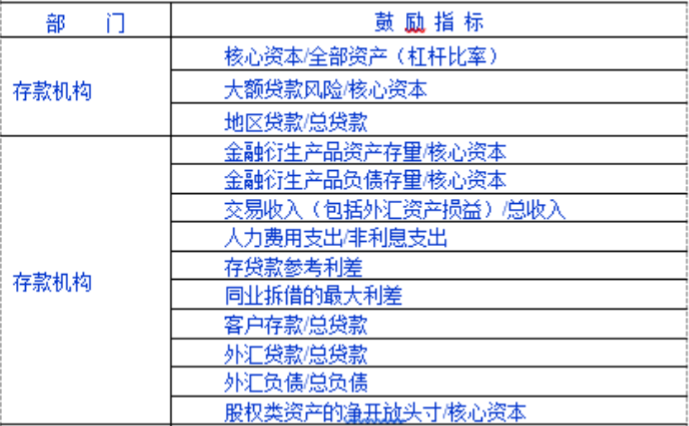 部 门 鼓 励 指 标
核心资本/全部资产（杠杆比率）
存款机构 大额贷款风险/核心资本
地区贷款/总贷款
金融衍生产品资产存量/核心资本
金融衍生产品负债存量/核心资本
交易收入（包括外汇资产损益）/总收入
人力费用支出/非利息支出
存贷款参考利差
存款机构
同业拆借的最大利差
客户存款/总贷款
外汇贷款/总贷款
外汇负债/总负债
股权类资产的净开放头寸/核心资本